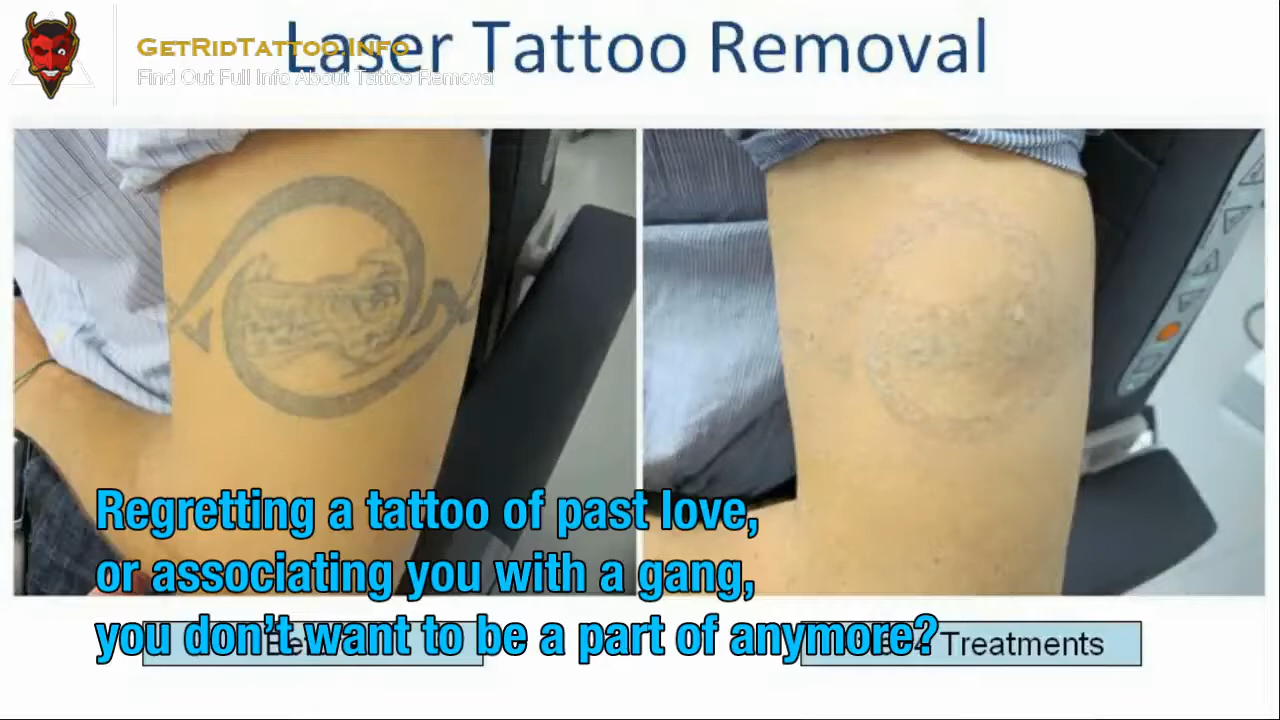 Laser Tattoo Removal
GetRidTattoo.Info
Find Out Full Info About Tattoo Removal
Regretting a tattoo of past love,
or associating you with a gang,
you don't want to be a part of anymore?
Treatments